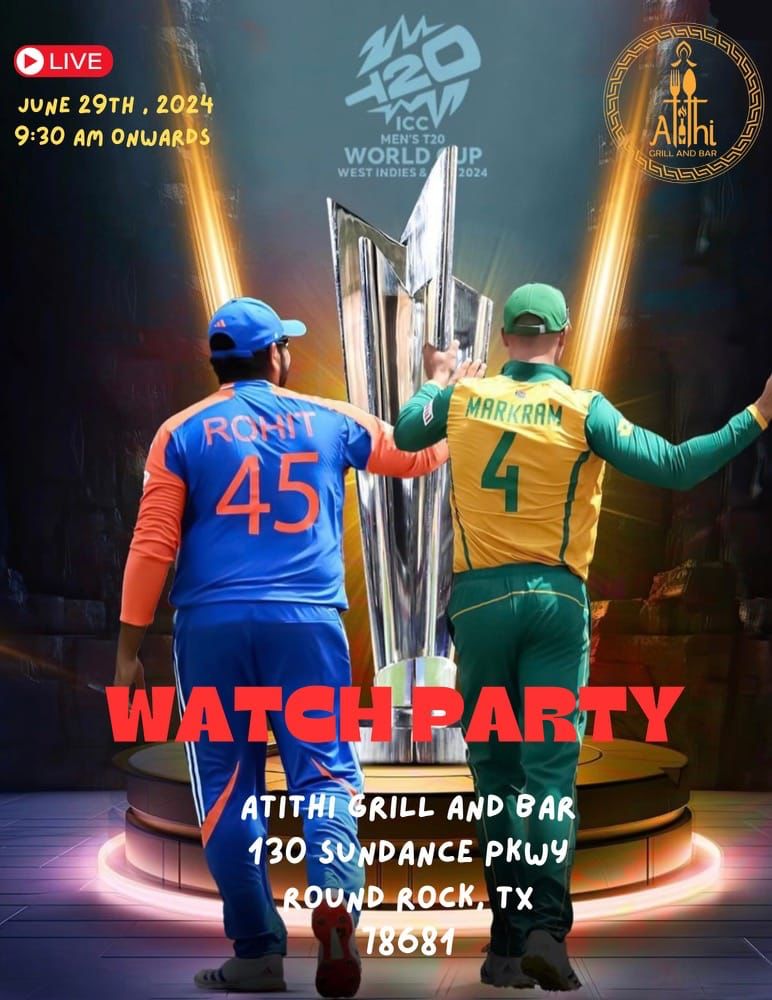 LIVE
JUNE 29TH , 2024
9:30 AM ONWARDS
T20
ICC
MEN'S T20
WORLD CUP
WEST INDIES & 2024
Atithi
GRILL AND BAR
ROHIT
45
MARKRAM
4
WATCH PARTY
ATITHI GRILL AND BAR
130 SUNDANCE PKWY
ROUND ROCK, TX
78681